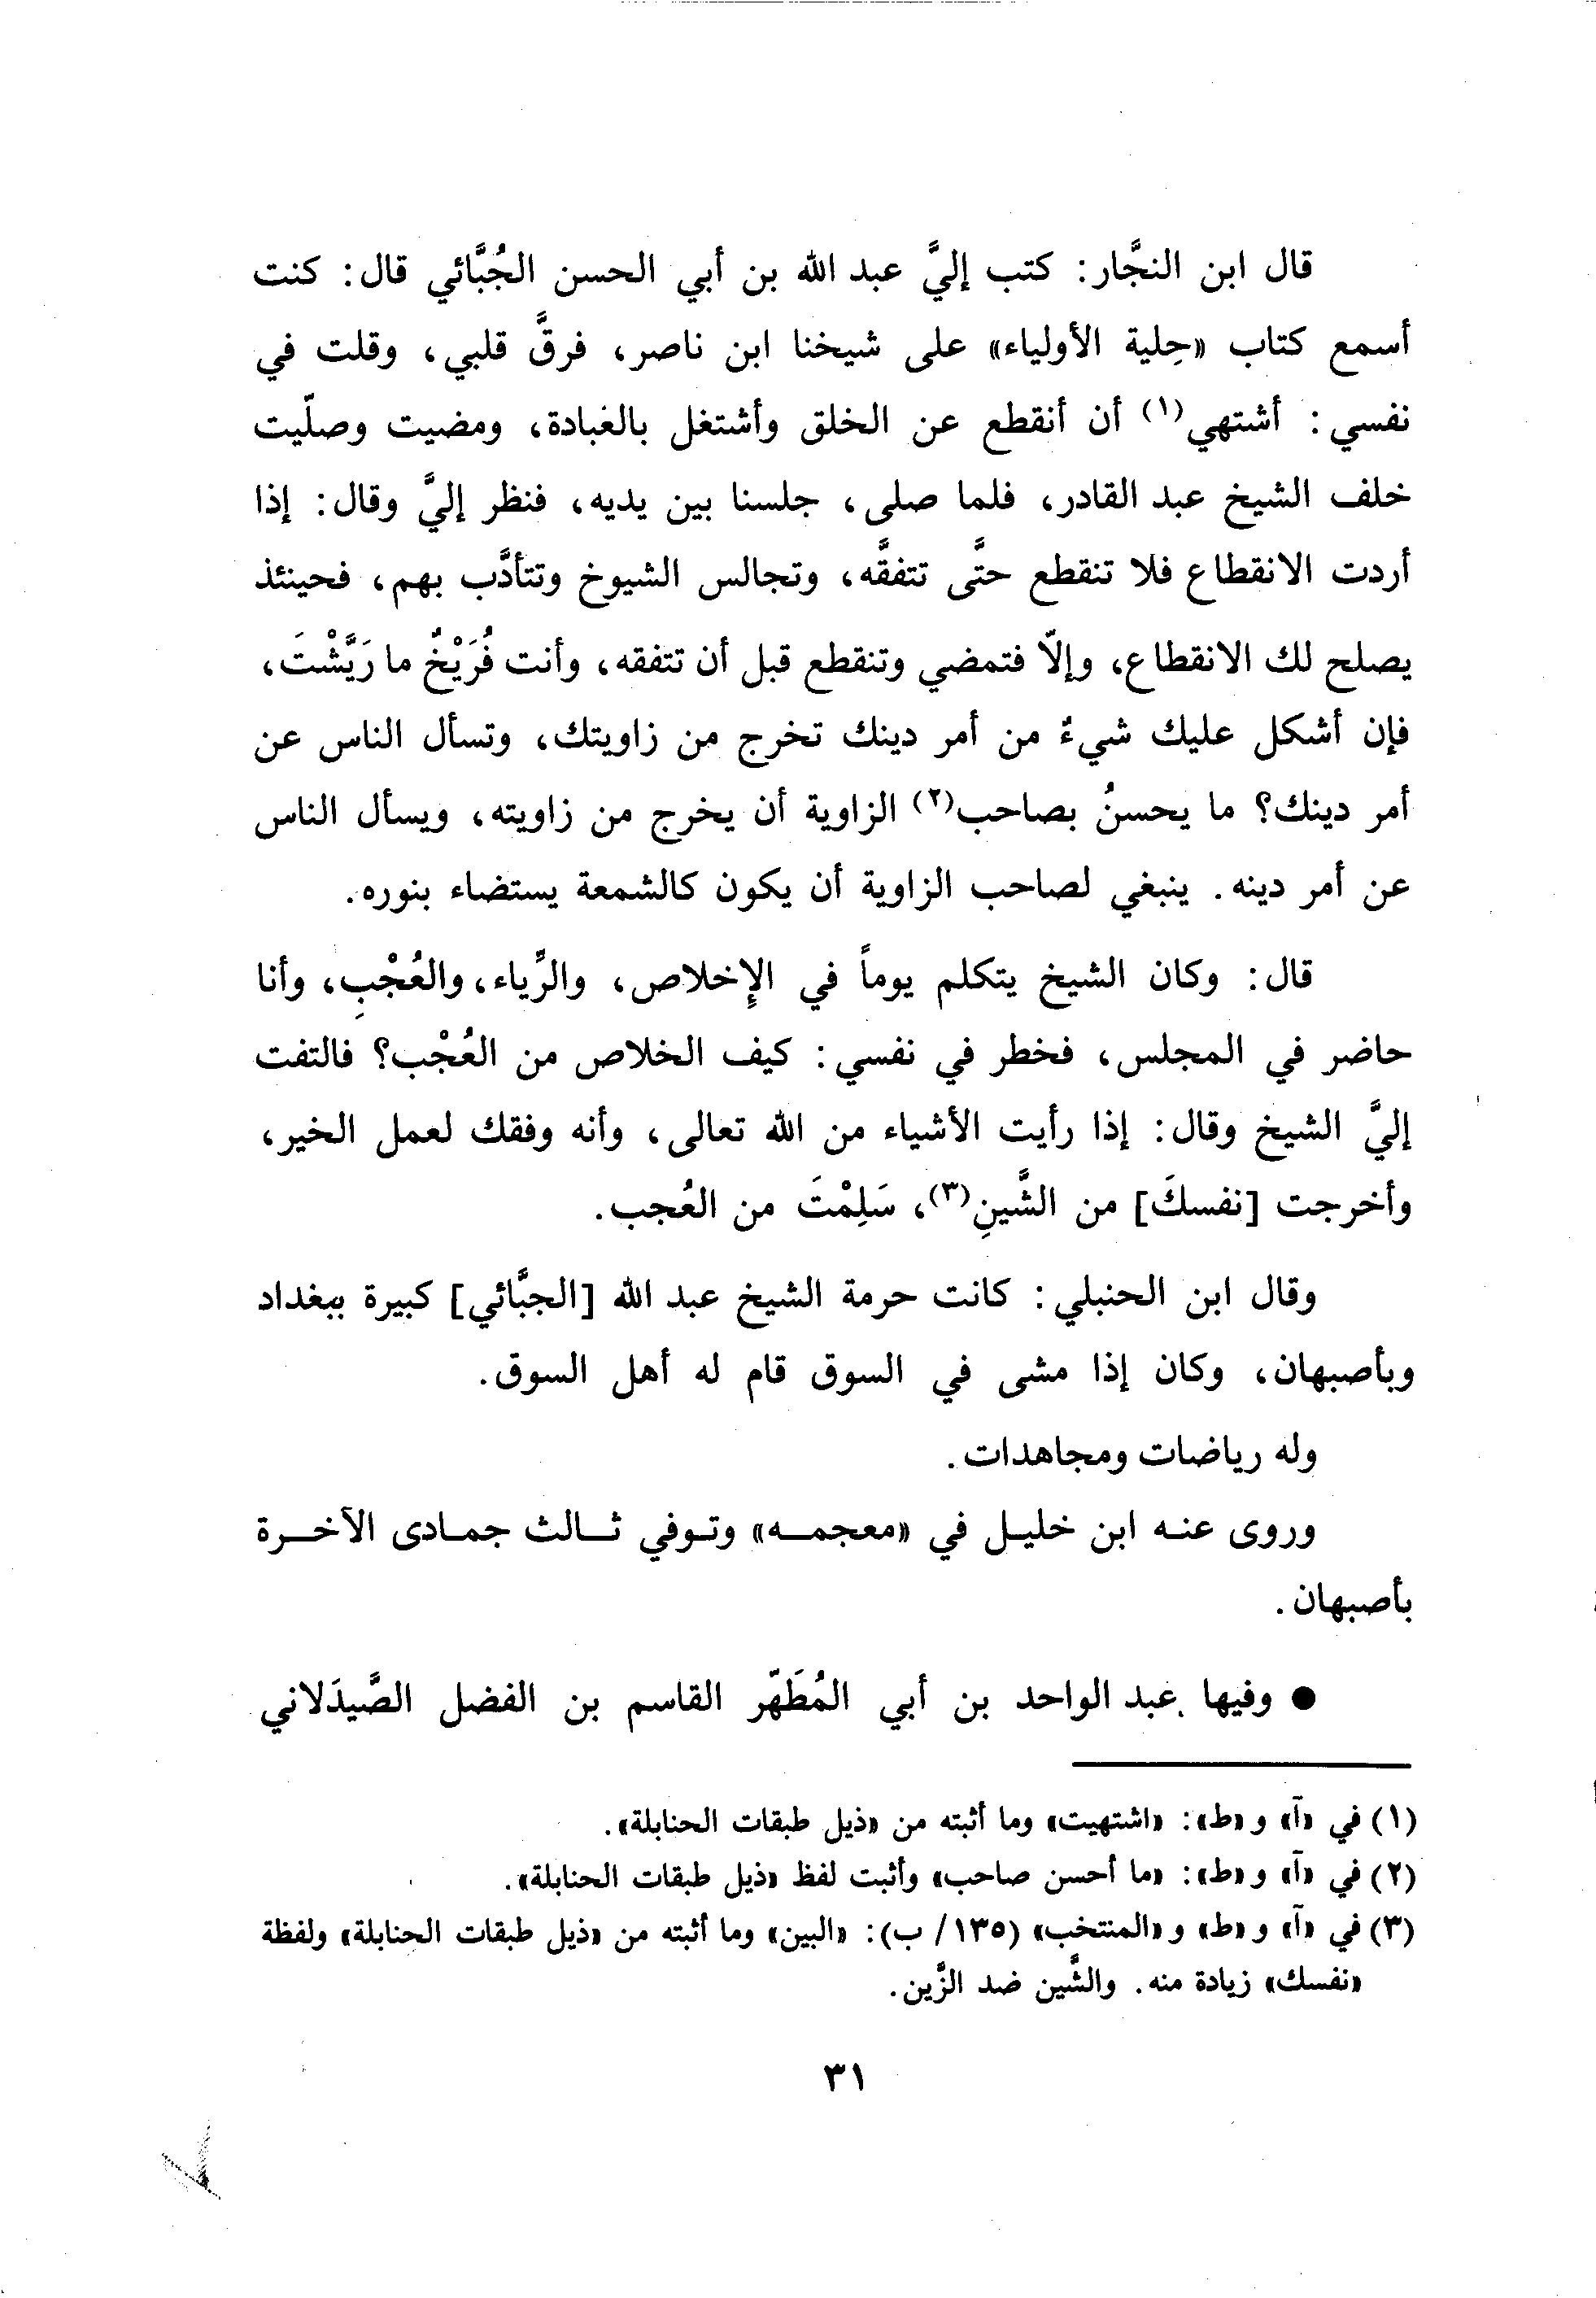 قال ابن النجَّار: كتب إليَّ عبد الله بن أبي الحسن الجُبَّائي قال: كنت
أسمع كتاب «حِلية الأولياء» على شيخنا ابن ناصر، فرقَّ قلبي، وقلت في
نفسي: أشتهي(١) أن أنقطع عن الخلق وأشتغل بالعبادة، ومضيت وصلّيت
خلف الشيخ عبد القادر، فلما صلى، جلسنا بين يديه، فنظر إليَّ وقال: إذا
أردت الانقطاع فلا تنقطع حتَّى تتفقَّه، وتجالس الشيوخ وتتأدَّب بهم، فحينئذ
يصلح لك الانقطاع، وإلّا فتمضي وتنقطع قبل أن تتفقه، وأنت فُرَيْخٌ ما رَيَّشْتَ،
فإن أشكل عليك شيءٌ من أمر دينك تخرج من زاويتك، وتسأل الناس عن
أمر دينك؟ ما يحسنُ بصاحب(٢) الزاوية أن يخرج من زاويته، ويسأل الناس
عن أمر دينه. ينبغي لصاحب الزاوية أن يكون كالشمعة يستضاء بنوره.
قال: وكان الشيخ يتكلم يوماً في الإِخلاص، والرِّياء، والعُجْبِ، وأنا
حاضر في المجلس، فخطر في نفسي: كيف الخلاص من العُجْب؟ فالتفت
إليَّ الشيخ وقال: إذا رأيت الأشياء من الله تعالى، وأنه وفقك لعمل الخير،
وأخرجت [نفسكَ] من الشَّينِ(٣)، سَلِمْتَ من العُجب.
وقال ابن الحنبلي: كانت حرمة الشيخ عبد الله [الجبَّائي] كبيرة ببغداد
وبأصبهان، وكان إذا مشى في السوق قام له أهل السوق.
وله رياضات ومجاهدات.
وروى عنه ابن خليل في «معجمه» وتوفي ثالث جمادى الآخرة
بأصبهان.
● وفيها عبد الواحد بن أبي المُطَهّر القاسم بن الفضل الصَّيدَلاني
(١) في «آ» و «ط»: «اشتهيت» وما أثبته من «ذيل طبقات الحنابلة».
(٢) في «آ» و «ط»: «ما أحسن صاحب» وأثبت لفظ «ذيل طبقات الحنابلة».
(٣) في «آ» و «ط» و «المنتخب» (١٣٥/ ب): «البين» وما أثبته من «ذيل طبقات الحنابلة» ولفظة
«نفسك» زيادة منه. والشَّين ضد الزَّين.
٣١